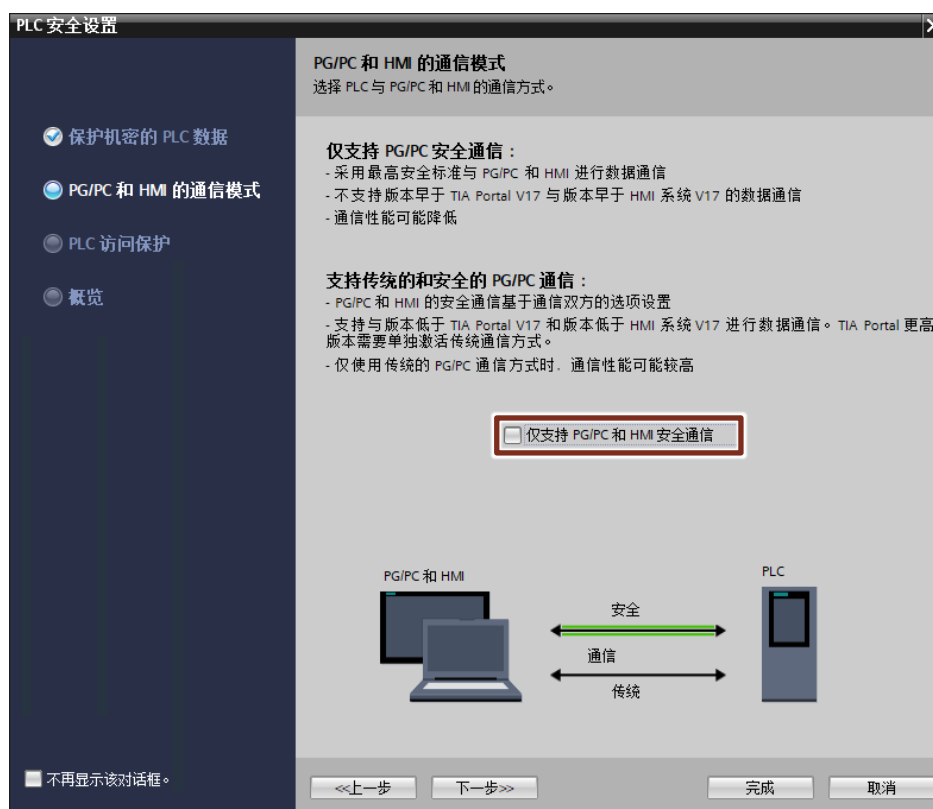 PLC 安全设置
PG/PC 和 HMI 的通信模式
选择 PLC 与 PG/PC 和 HMI 的通信方式。
保护机密的 PLC 数据
PG/PC 和 HMI 的通信模式
PLC 访问保护
概览
仅支持 PG/PC 安全通信：
- 采用最高安全标准与 PG/PC 和 HMI 进行数据通信
- 不支持版本早于 TIA Portal V17 与版本早于 HMI 系统 V17 的数据通信
- 通信性能可能降低
支持传统的和安全的 PG/PC 通信：
- PG/PC 和 HMI 的安全通信基于通信双方的选项设置
- 支持与版本低于 TIA Portal V17 和版本低于 HMI 系统 V17 进行数据通信。TIA Portal 更高
版本需要单独激活传统通信方式。
- 仅使用传统的 PG/PC 通信方式时．通信性能可能较高
仅支持 PG/PC 和 HMI 安全通信
PG/PC 和 HMI
PLC
安全
通信
传统
不再显示该对话框。
<<上一步
下一步>>
完成
取消